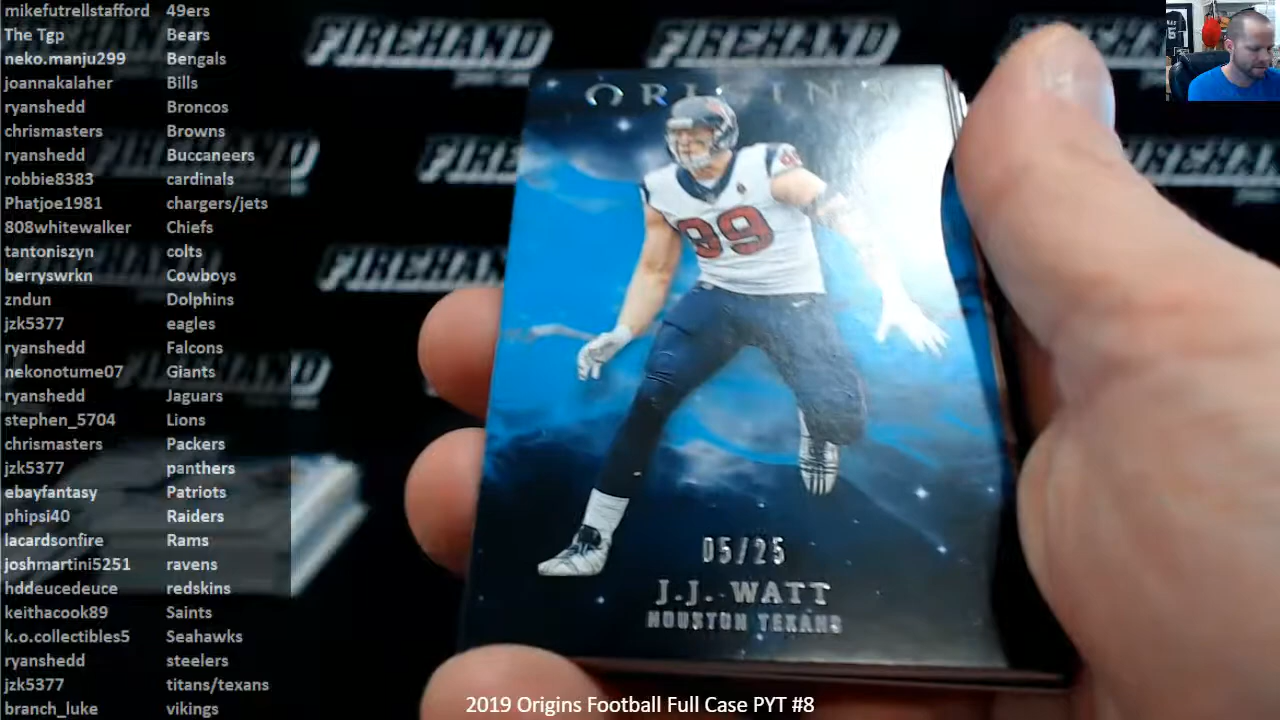 mikefutrellstafford 49ers
The Tgp Bears
neko.manju299 Bengals
joannakalaher Bills
ryanshedd Broncos
chrismasters Browns
ryanshedd Buccaneers
robbie8383 cardinals
Phatjoe1981 chargers/jets
808whitewalker Chiefs
tantoniszyn colts
berryswrkn Cowboys
zndun Dolphins
jzk5377 eagles
ryanshedd Falcons
nekonotume07 Giants
ryanshedd Jaguars
stephen_5704 Lions
chrismasters Packers
jzk5377 panthers
ebayfantasy Patriots
phipsi40 Raiders
lacardsonfire Rams
joshmartini5251 ravens
hddeucedeuce redskins
keithacook89 Saints
k.o.collectibles5 Seahawks
ryanshedd steelers
jzk5377 titans/texans
branch_luke vikings
FIREHAND FIREHAND
ORIGINS
99
05/25
J.J. WATT
HOUSTON TEXANS
2019 Origins Football Full Case PYT #8